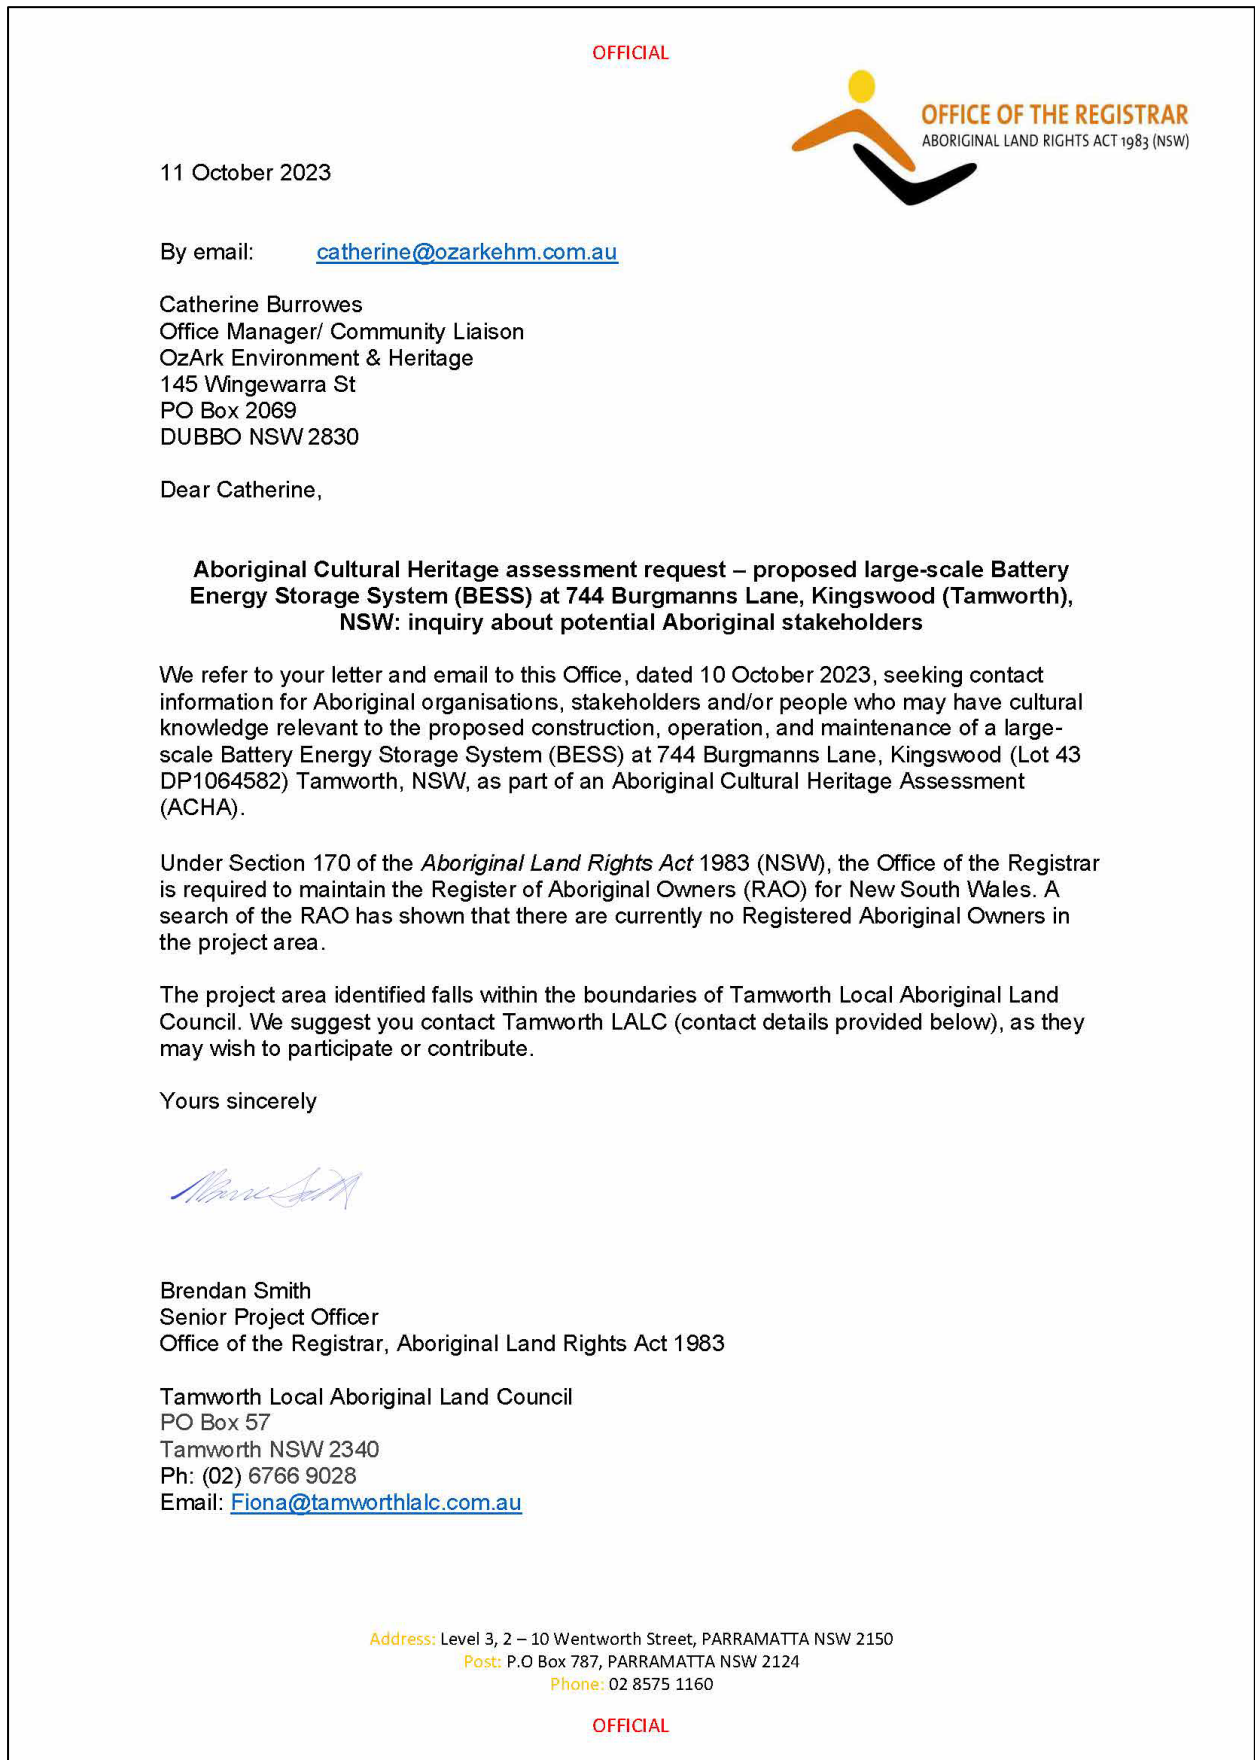 OFFICIAL
OFFICE OF THE REGISTRAR
ABORIGINAL LAND RIGHTS ACT 1983 (NSW)
11 October 2023
By email: catherine@ozarkehm.com.au
Catherine Burrowes
Office Manager/ Community Liaison
OzArk Environment & Heritage
145 Wingewarra St
PO Box 2069
DUBBO NSW 2830
Dear Catherine,
Aboriginal Cultural Heritage assessment request – proposed large-scale Battery
Energy Storage System (BESS) at 744 Burgmanns Lane, Kingswood (Tamworth),
NSW: inquiry about potential Aboriginal stakeholders
We refer to your letter and email to this Office, dated 10 October 2023, seeking contact
information for Aboriginal organisations, stakeholders and/or people who may have cultural
knowledge relevant to the proposed construction, operation, and maintenance of a large-
scale Battery Energy Storage System (BESS) at 744 Burgmanns Lane, Kingswood (Lot 43
DP1064582) Tamworth, NSW, as part of an Aboriginal Cultural Heritage Assessment
(ACHA).
Under Section 170 of the Aboriginal Land Rights Act 1983 (NSW), the Office of the Registrar
is required to maintain the Register of Aboriginal Owners (RAO) for New South Wales. A
search of the RAO has shown that there are currently no Registered Aboriginal Owners in
the project area.
The project area identified falls within the boundaries of Tamworth Local Aboriginal Land
Council. We suggest you contact Tamworth LALC (contact details provided below), as they
may wish to participate or contribute.
Yours sincerely
Brendan Smith
Senior Project Officer
Office of the Registrar, Aboriginal Land Rights Act 1983
Tamworth Local Aboriginal Land Council
PO Box 57
Tamworth NSW 2340
Ph: (02) 6766 9028
Email: Fiona@tamworthlalc.com.au
Address: Level 3, 2 – 10 Wentworth Street, PARRAMATTA NSW 2150
Post: P.O Box 787, PARRAMATTA NSW 2124
Phone: 02 8575 1160
OFFICIAL